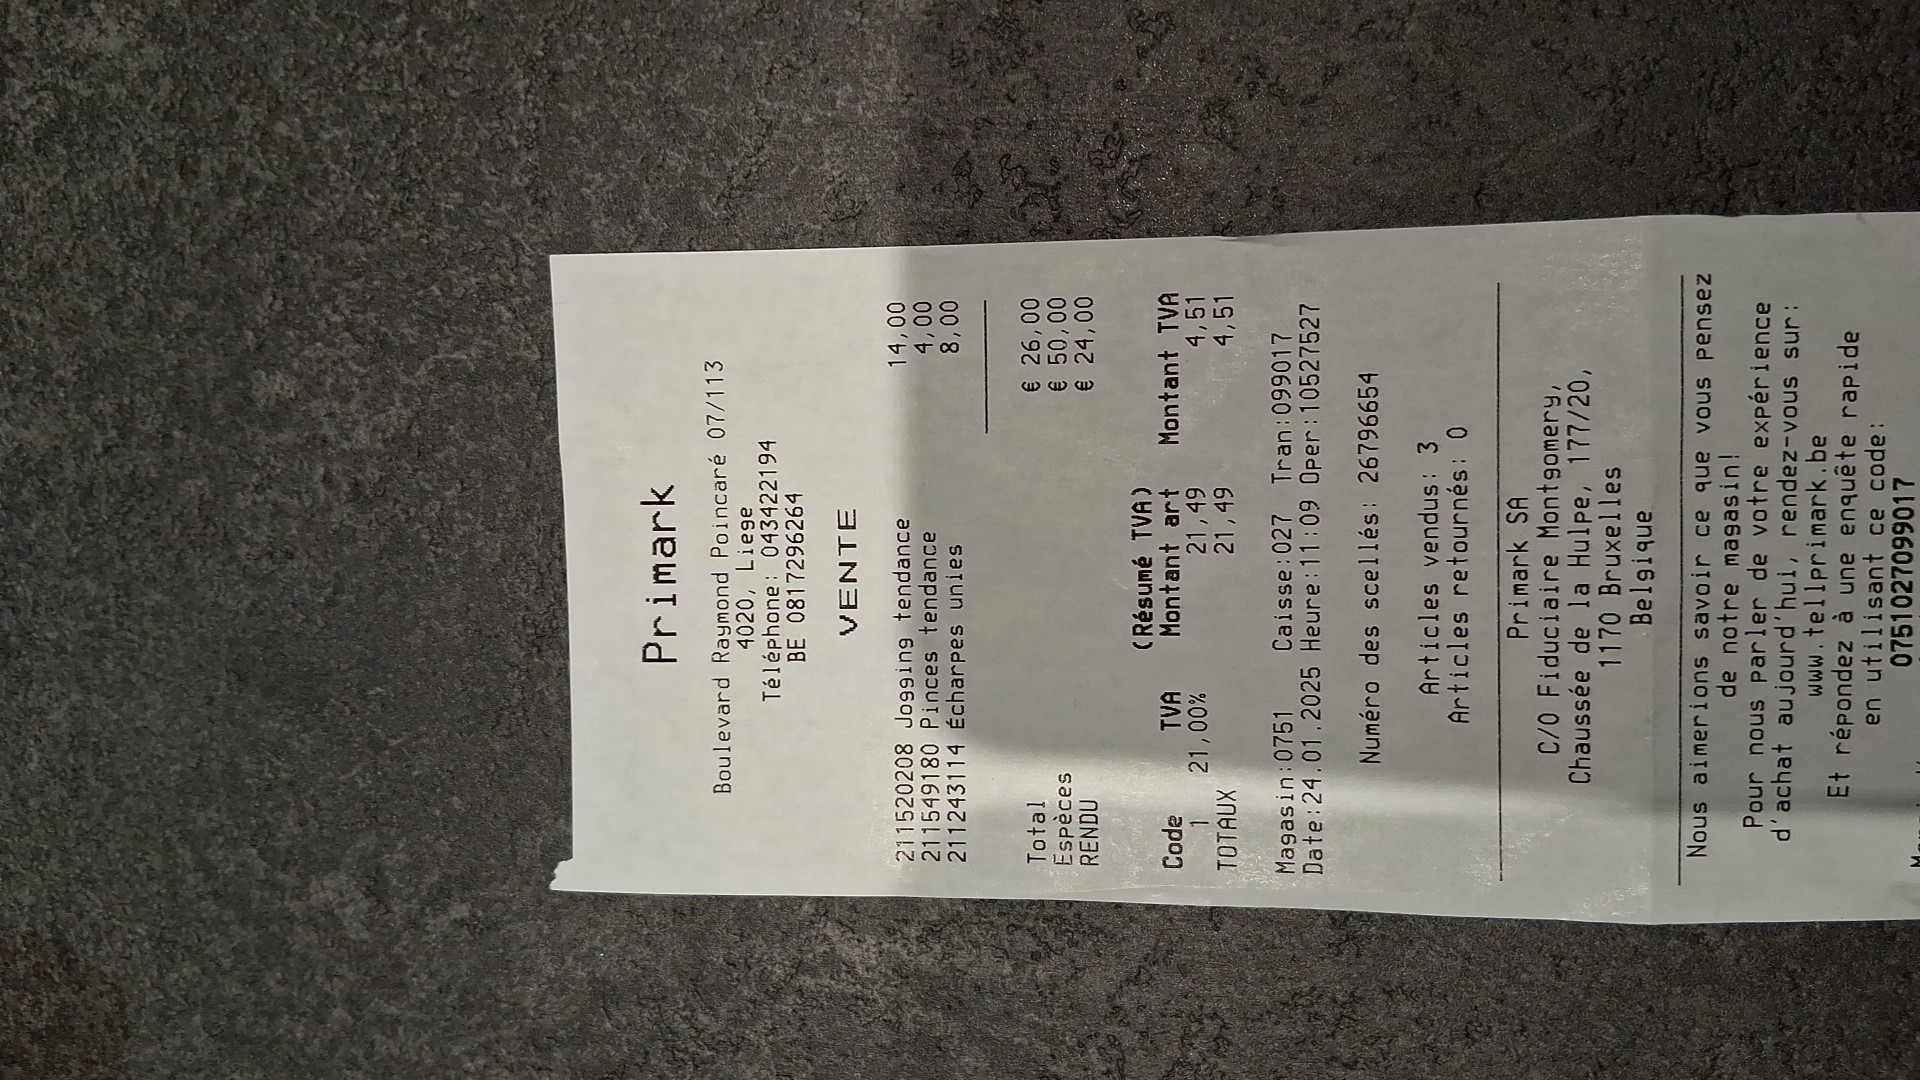 Primark
Boulevard Raymond Poincaré 07/113
4020, Liege
Téléphone: 043422194
BE 0817296264
VENTE
211520208 Jogging tendance 14,00
211549180 Pinces tendance 4,00
211243114 Écharpes unies 8,00
Total € 26,00
Espèces € 50,00
RENDU € 24,00
(Résumé TVA)
Code TVA Montant art Montant TVA
1 21,00% 21,49 4,51
TOTAUX 21,49 4,51
Magasin:0751 Caisse:027 Tran:099017
Date:24.01.2025 Heure:11:09 Oper:10527527
Numéro des scellés: 26796654
Articles vendus: 3
Articles retournés: 0
Primark SA
C/O Fiduciaire Montgomery,
Chaussée de la Hulpe, 177/20,
1170 Bruxelles
Belgique
Nous aimerions savoir ce que vous pensez
de notre magasin!
Pour nous parler de votre expérience
d'achat aujourd'hui, rendez-vous sur:
www.tellprimark.be
Et répondez à une enquête rapide
en utilisant ce code:
0751027099017